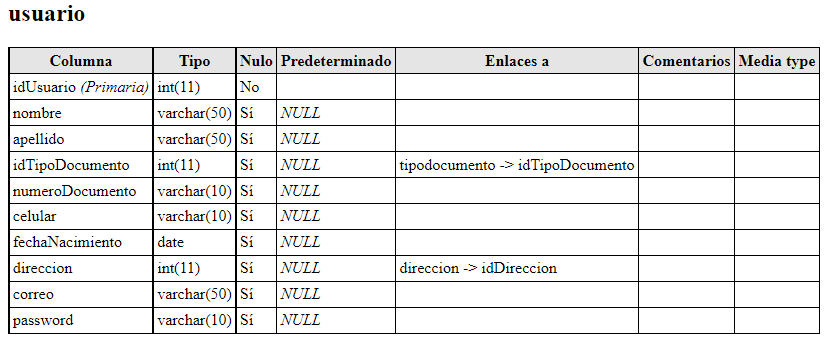 usuario
Columna Tipo Nulo Predeterminado Enlaces a Comentarios Media type
idUsuario (Primaria) int(11) No
nombre varchar(50) Sí NULL
apellido varchar(50) Sí NULL
idTipoDocumento int(11) Sí NULL tipodocumento -> idTipoDocumento
numeroDocumento varchar(10) Sí NULL
celular varchar(10) Sí NULL
fechaNacimiento date Sí NULL
direccion int(11) Sí NULL direccion -> idDireccion
correo varchar(50) Sí NULL
password varchar(10) Sí NULL